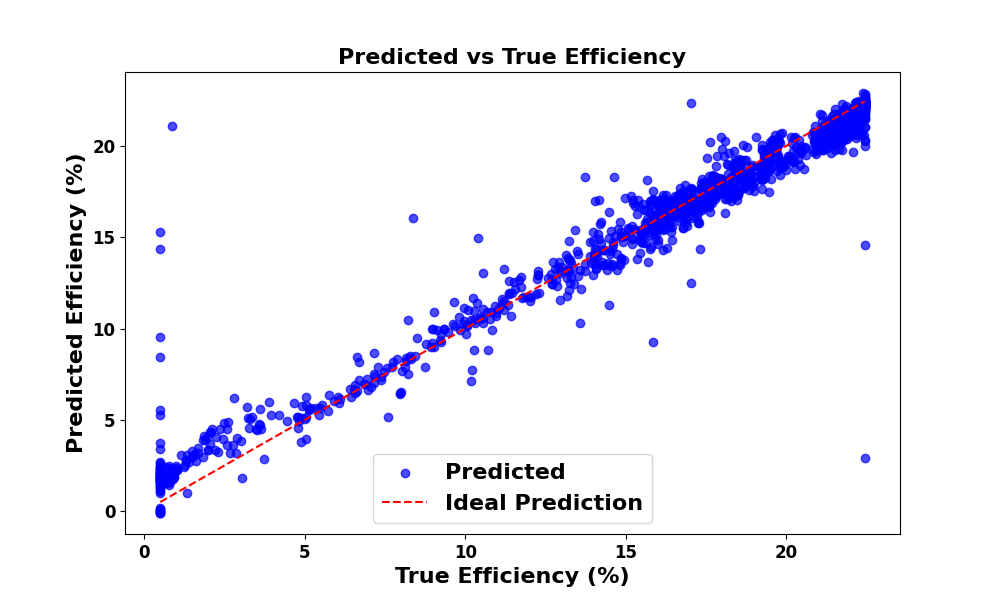 Predicted vs True Efficiency
Predicted Efficiency (%)
20
15
10
5
0
Predicted
Ideal Prediction
0 5 10 15 20
True Efficiency (%)